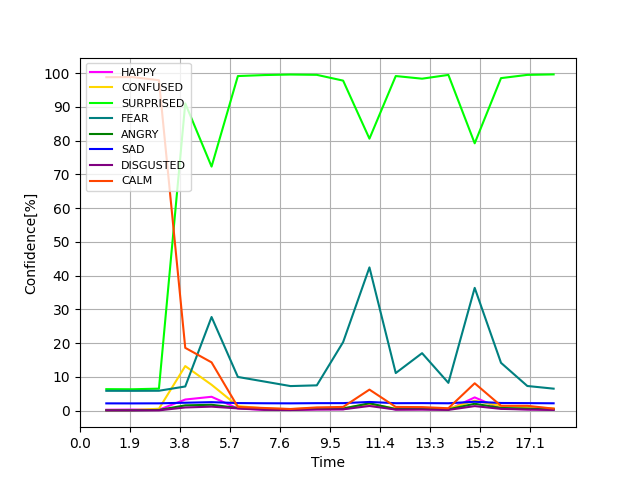 HAPPY
CONFUSED
SURPRISED
FEAR
ANGRY
SAD
DISGUSTED
CALM
100
90
80
70
60
50
40
30
20
10
0
Confidence[%]
0.0 1.9 3.8 5.7 7.6 9.5 11.4 13.3 15.2 17.1
Time